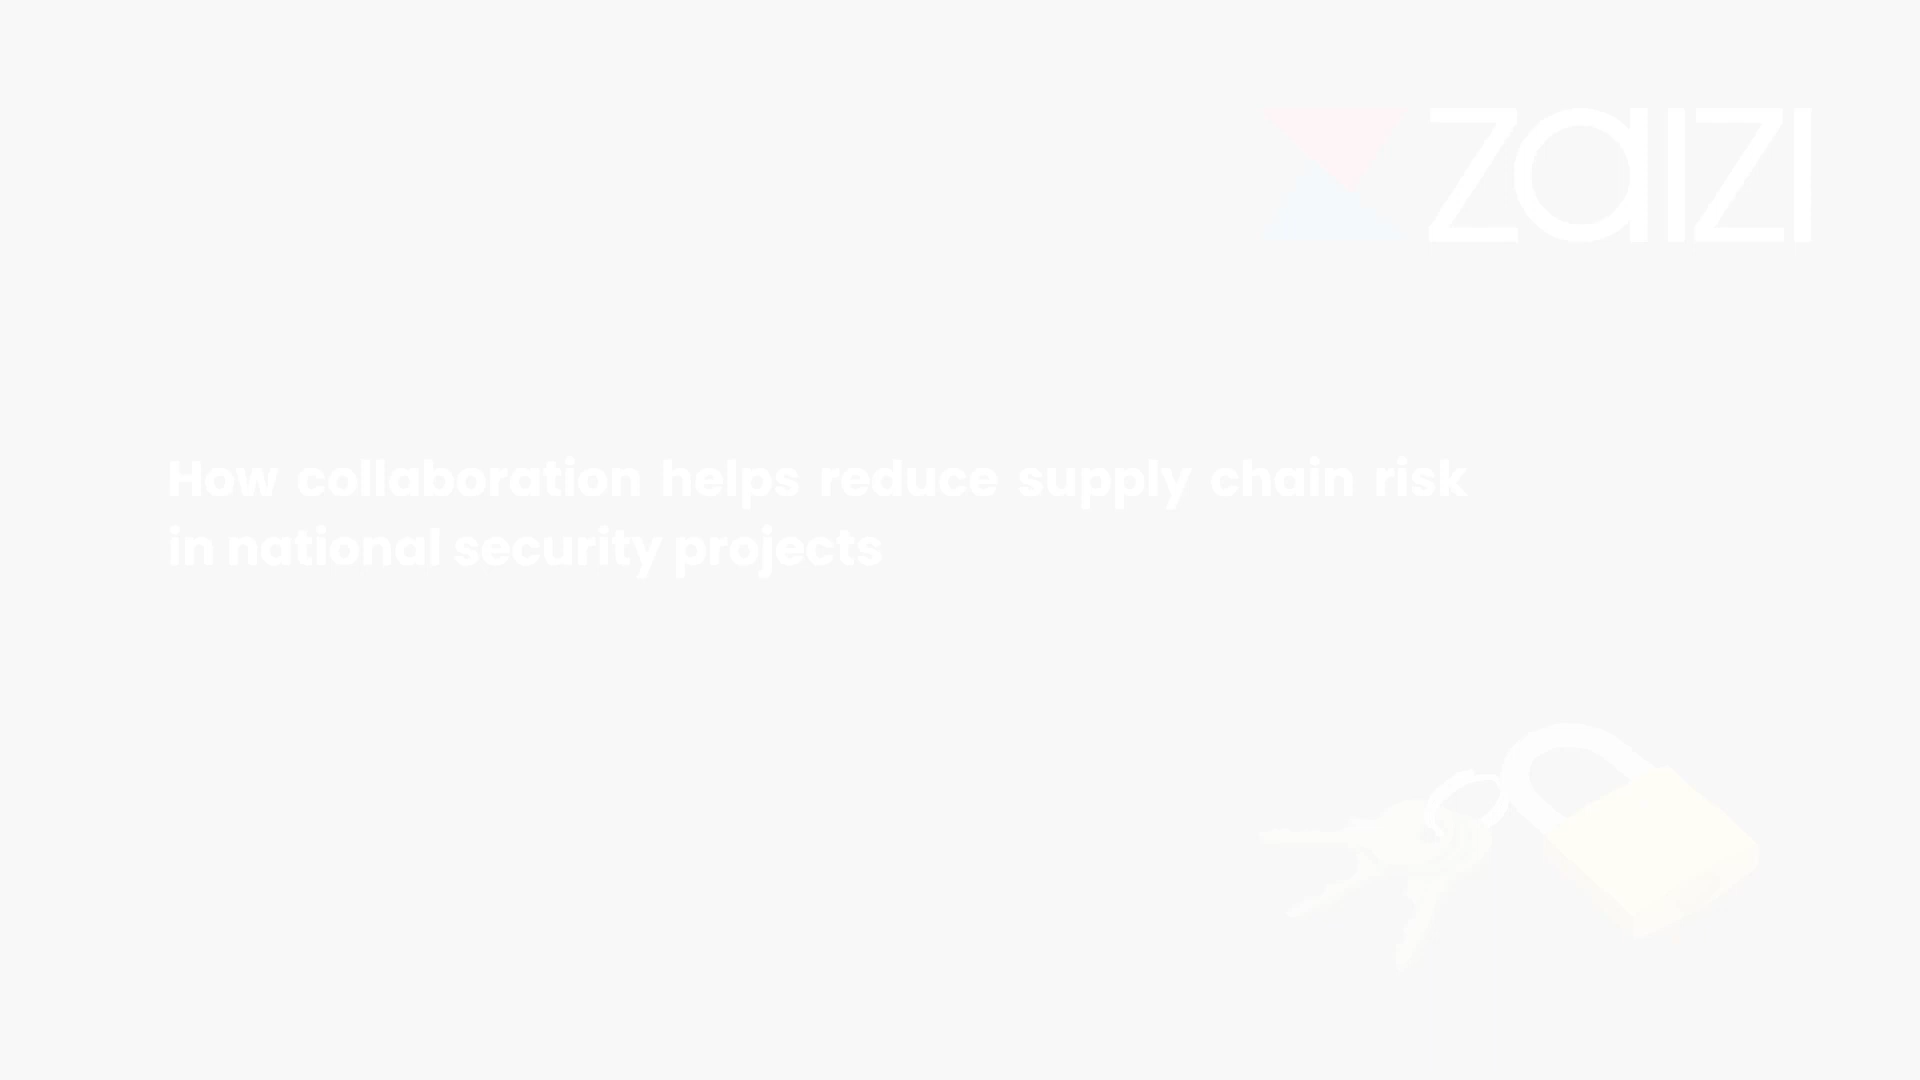 zaizi
How collaboration helps reduce supply chain risk
in national security projects